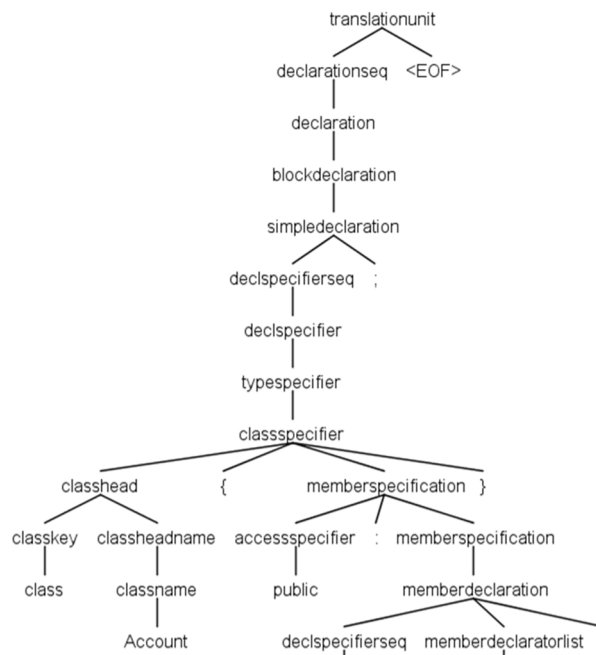 translationunit
declarationseq <EOF>
declaration
blockdeclaration
simpledeclaration
declspecifierseq ;
declspecifier
typespecifier
classspecifier
classhead { memberspecification }
classkey classheadname accessspecifier : memberspecification
class classname public memberdeclaration
Account declspecifierseq memberdeclaratorlist